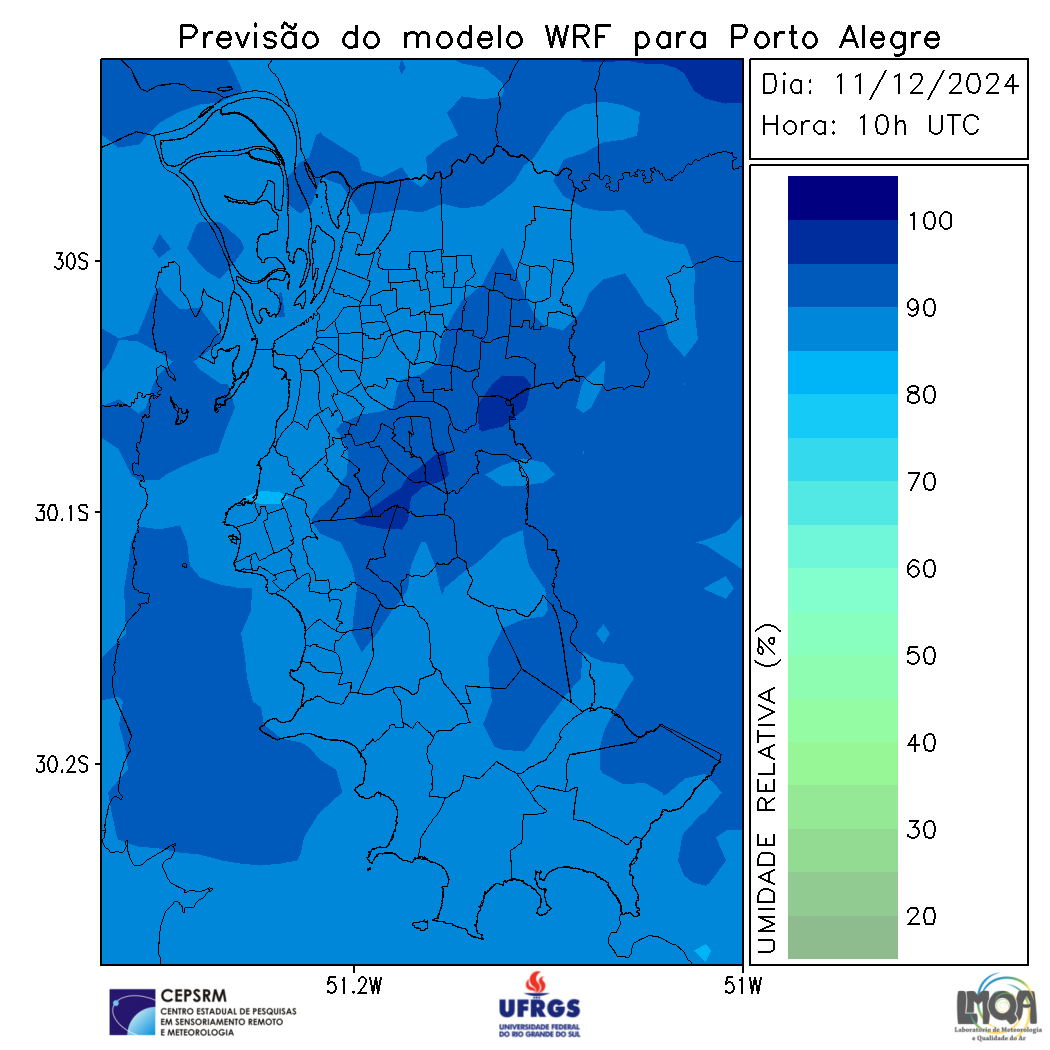 Previsão do modelo WRF para Porto Alegre
Dia: 11/12/2024
Hora: 10h UTC
100
90
80
70
60
50
40
30
20
UMIDADE RELATIVA (%)
30S
30.1S
30.2S
51.2W
51W
CEPSRM
CENTRO ESTADUAL DE PESQUISAS
EM SENSORIAMENTO REMOTO
E METEOROLOGIA
UFRGS
UNIVERSIDADE FEDERAL
DO RIO GRANDE DO SUL
LMQA
Laboratório de Meteorologia
e Qualidade do Ar